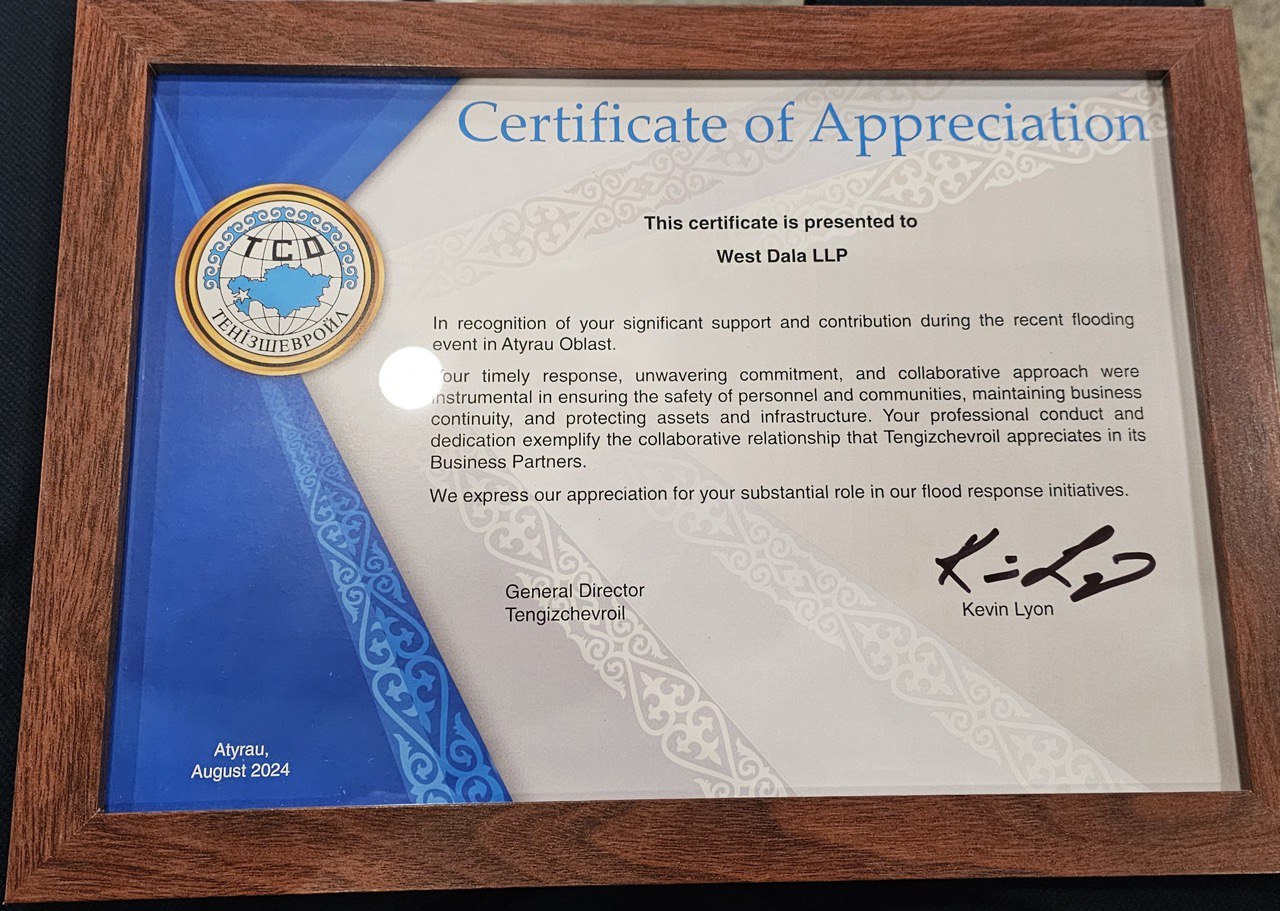 Certificate of Appreciation
This certificate is presented to
West Dala LLP
TCO
ТЕҢІЗШЕВРОЙЛ
In recognition of your significant support and contribution during the recent flooding
event in Atyrau Oblast.
Your timely response, unwavering commitment, and collaborative approach were
instrumental in ensuring the safety of personnel and communities, maintaining business
continuity, and protecting assets and infrastructure. Your professional conduct and
dedication exemplify the collaborative relationship that Tengizchevroil appreciates in its
Business Partners.
We express our appreciation for your substantial role in our flood response initiatives.
General Director
Tengizchevroil
Kevin Lyon
Atyrau,
August 2024